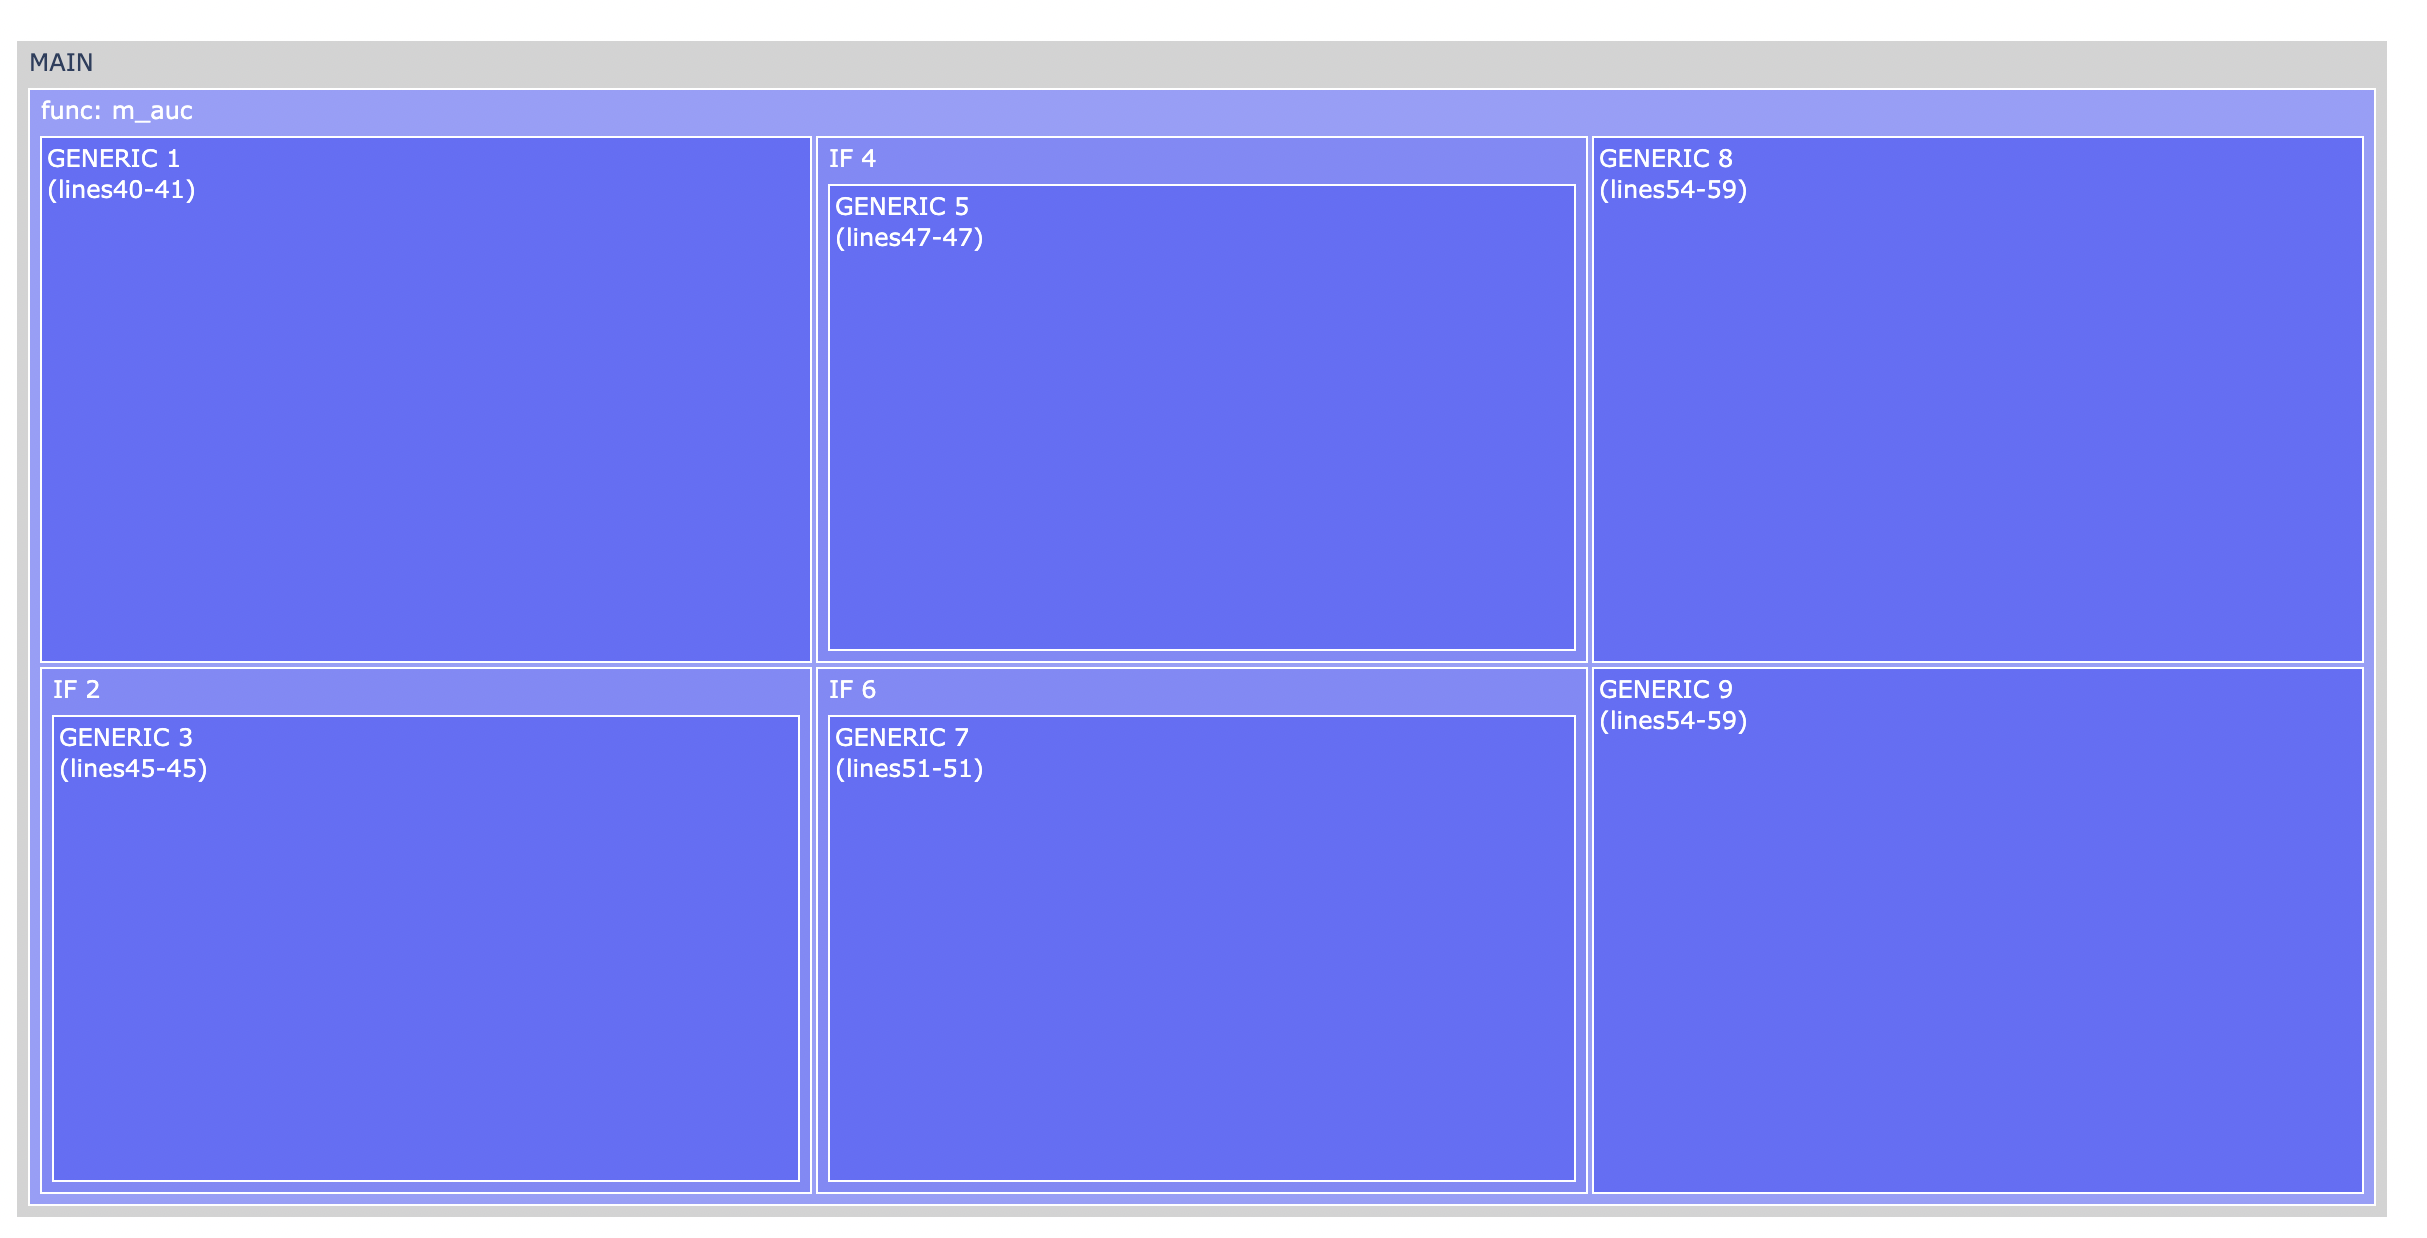 MAIN
func: m_auc
GENERIC 1
(lines40-41)
IF 2
GENERIC 3
(lines45-45)
IF 4
GENERIC 5
(lines47-47)
IF 6
GENERIC 7
(lines51-51)
GENERIC 8
(lines54-59)
GENERIC 9
(lines54-59)